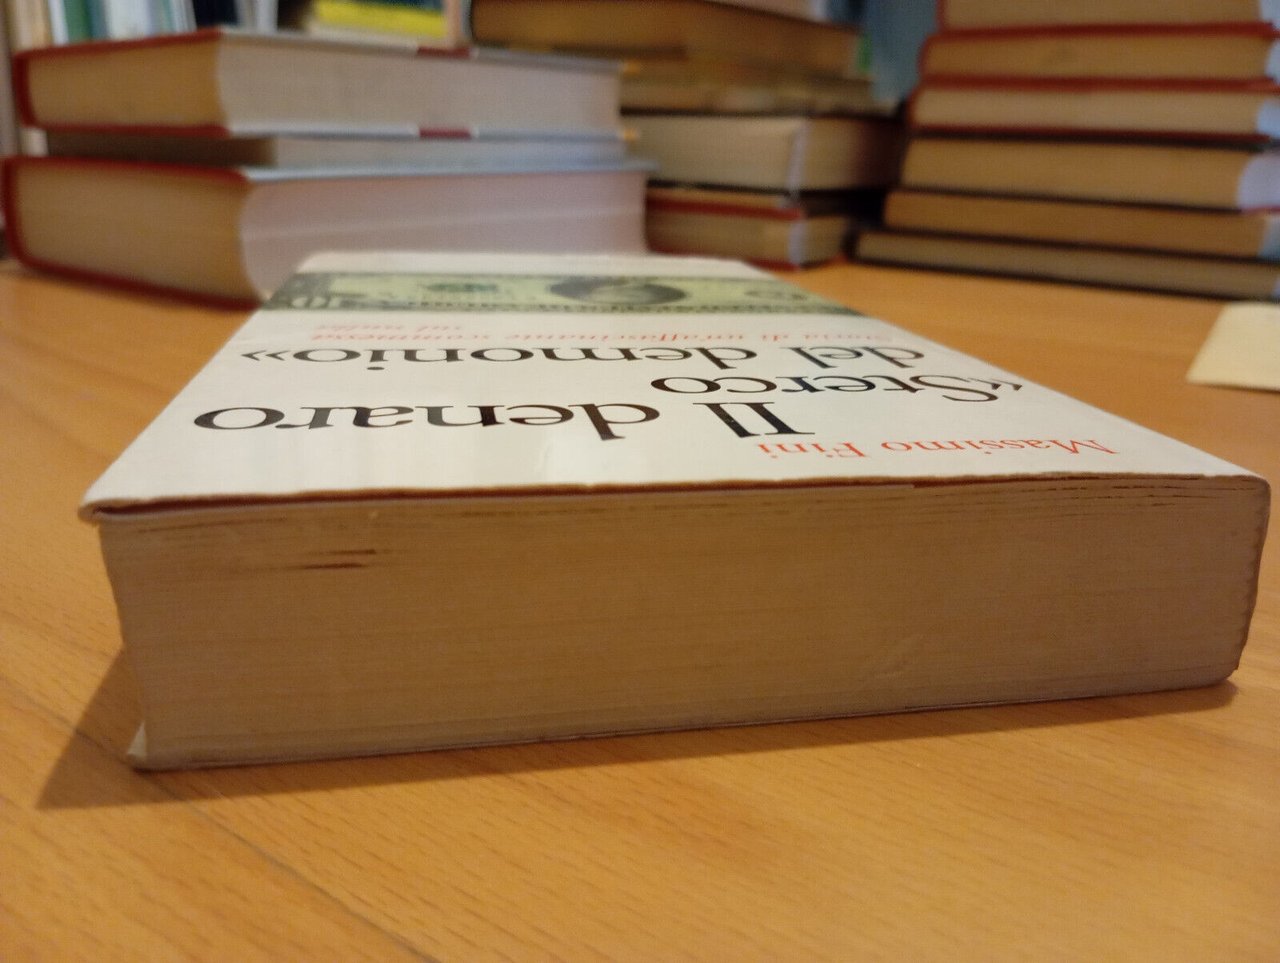 Massimo Fini
Il denaro
«Sterco
del demonio»
Storia di un'affascinante scommessa
sul nulla